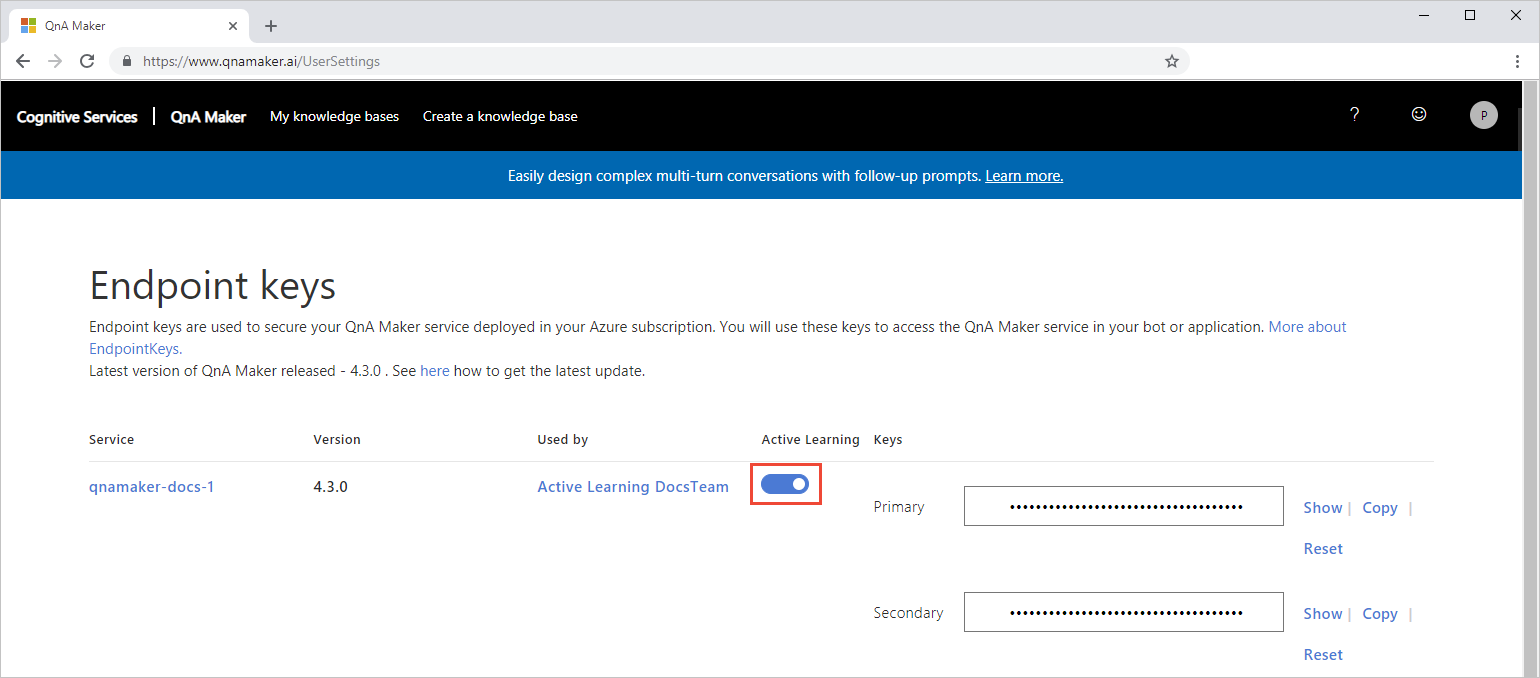 QnA Maker
https://www.qnamaker.ai/UserSettings
Cognitive Services | QnA Maker My knowledge bases Create a knowledge base ? P
Easily design complex multi-turn conversations with follow-up prompts. Learn more.
Endpoint keys
Endpoint keys are used to secure your QnA Maker service deployed in your Azure subscription. You will use these keys to access the QnA Maker service in your bot or application. More about
EndpointKeys.
Latest version of QnA Maker released - 4.3.0 . See here how to get the latest update.
Service Version Used by Active Learning Keys
qnamaker-docs-1 4.3.0 Active Learning DocsTeam
Primary Show | Copy |
Reset
Secondary Show | Copy |
Reset